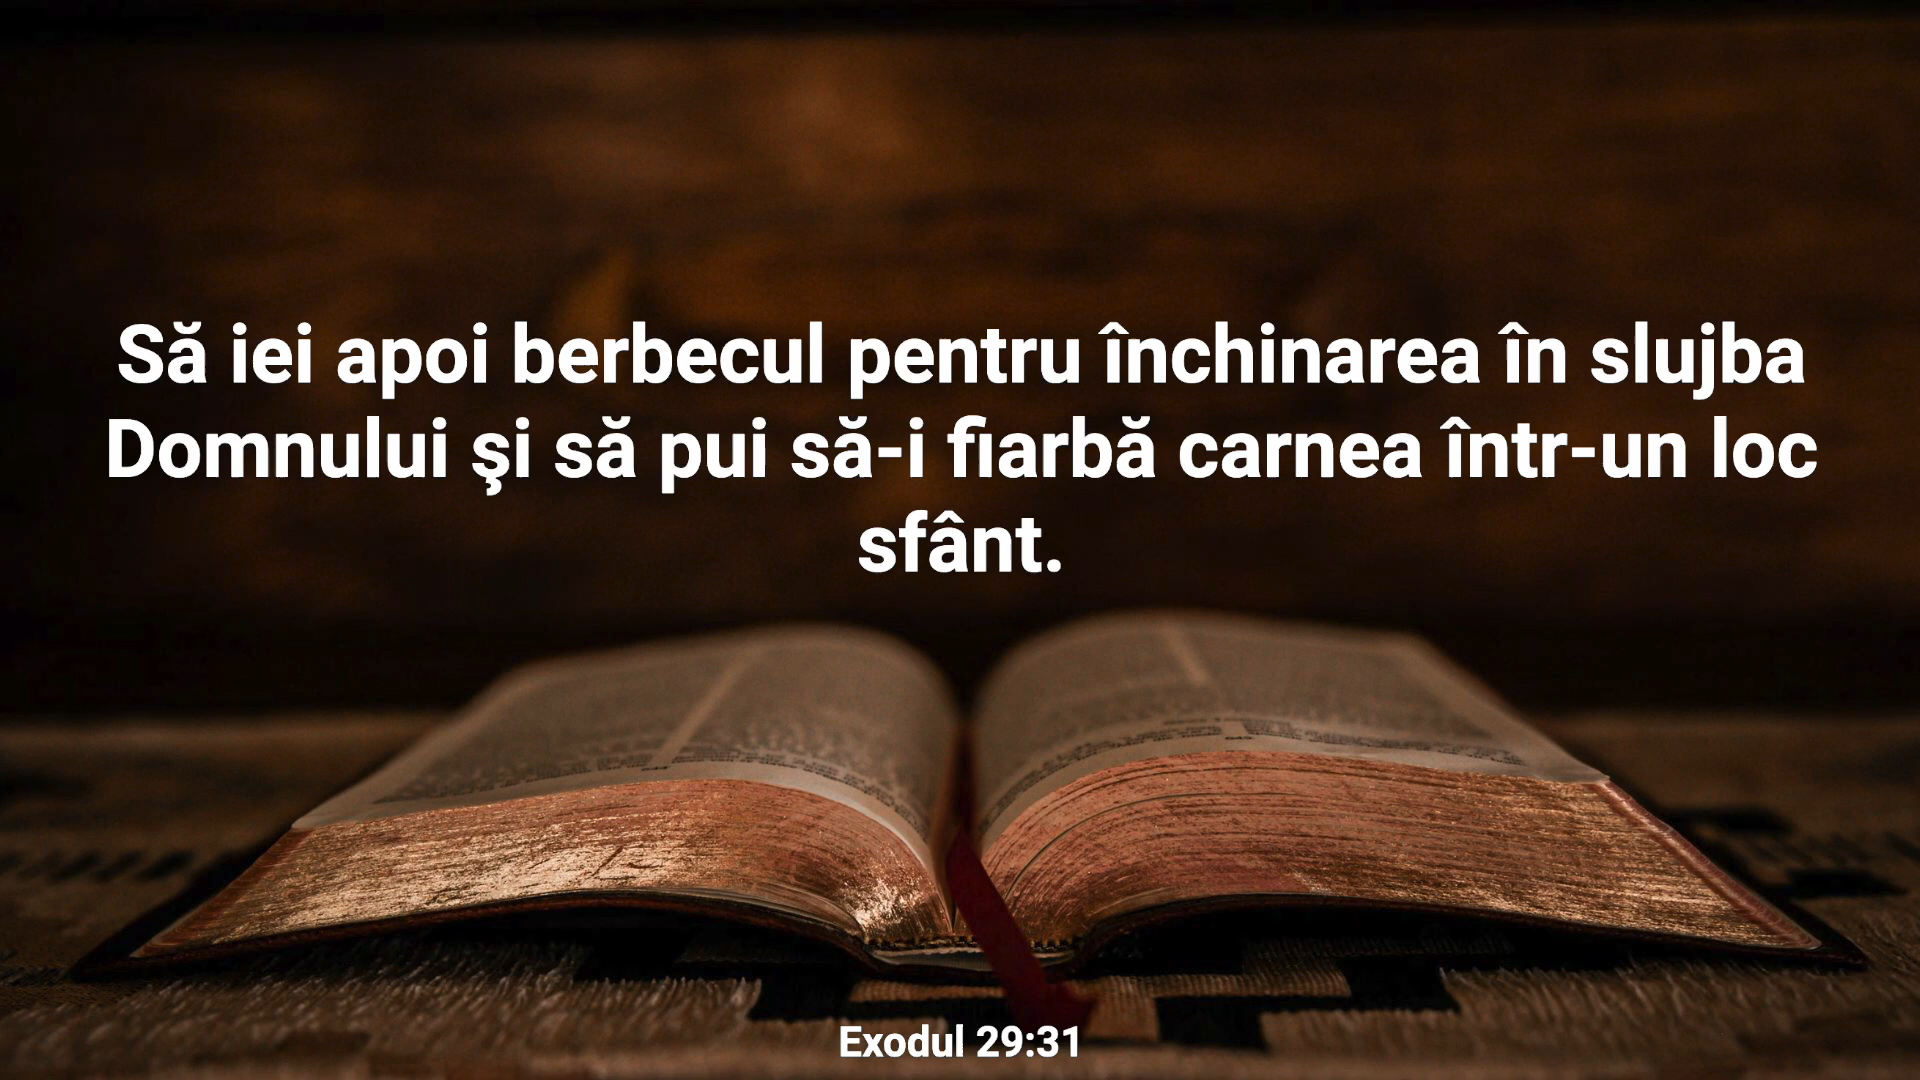 Să iei apoi berbecul pentru închinarea în slujba
Domnului şi să pui să-i fiarbă carnea într-un loc
sfânt.
Exodul 29:31